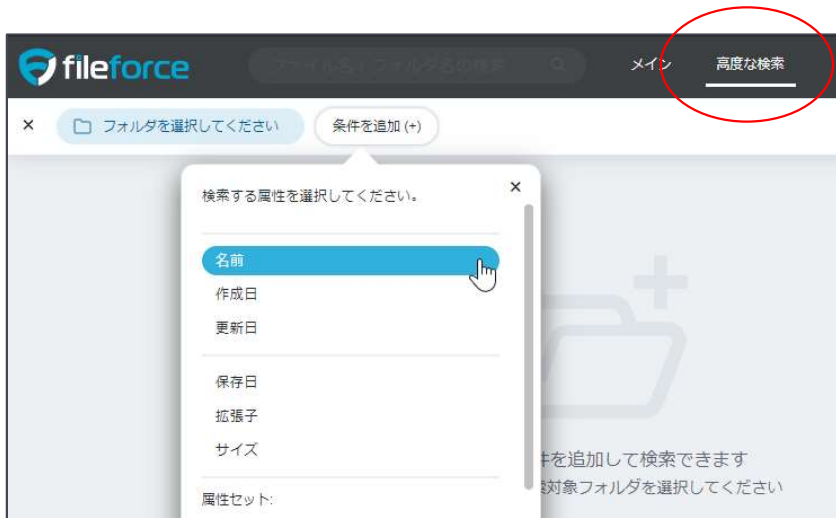 fileforce
ファイル名 / フォルダ名の検索
メイン
高度な検索
× フォルダを選択してください 条件を追加 (+)
検索する属性を選択してください。 ×
名前
作成日
更新日
保存日
拡張子
サイズ
属性セット:
件を追加して検索できます
対象フォルダを選択してください